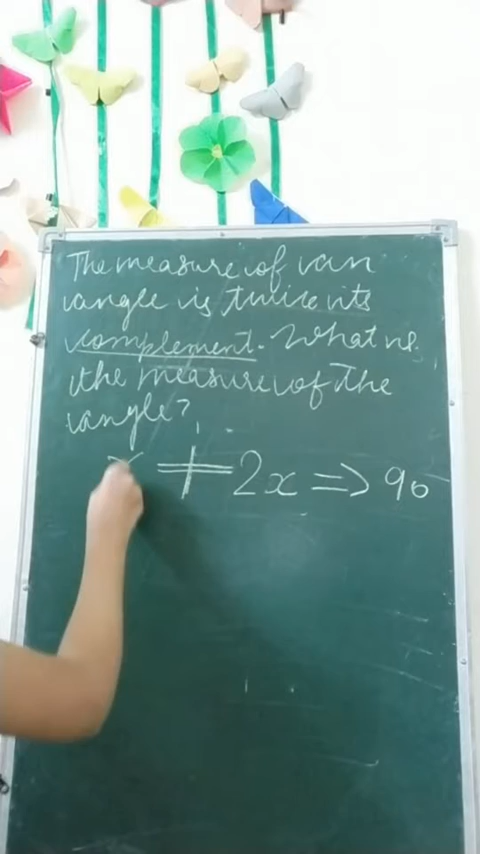 The measure of an
angle is twice its
complement. What is
the measure of the
angle?
x + 2x => 90